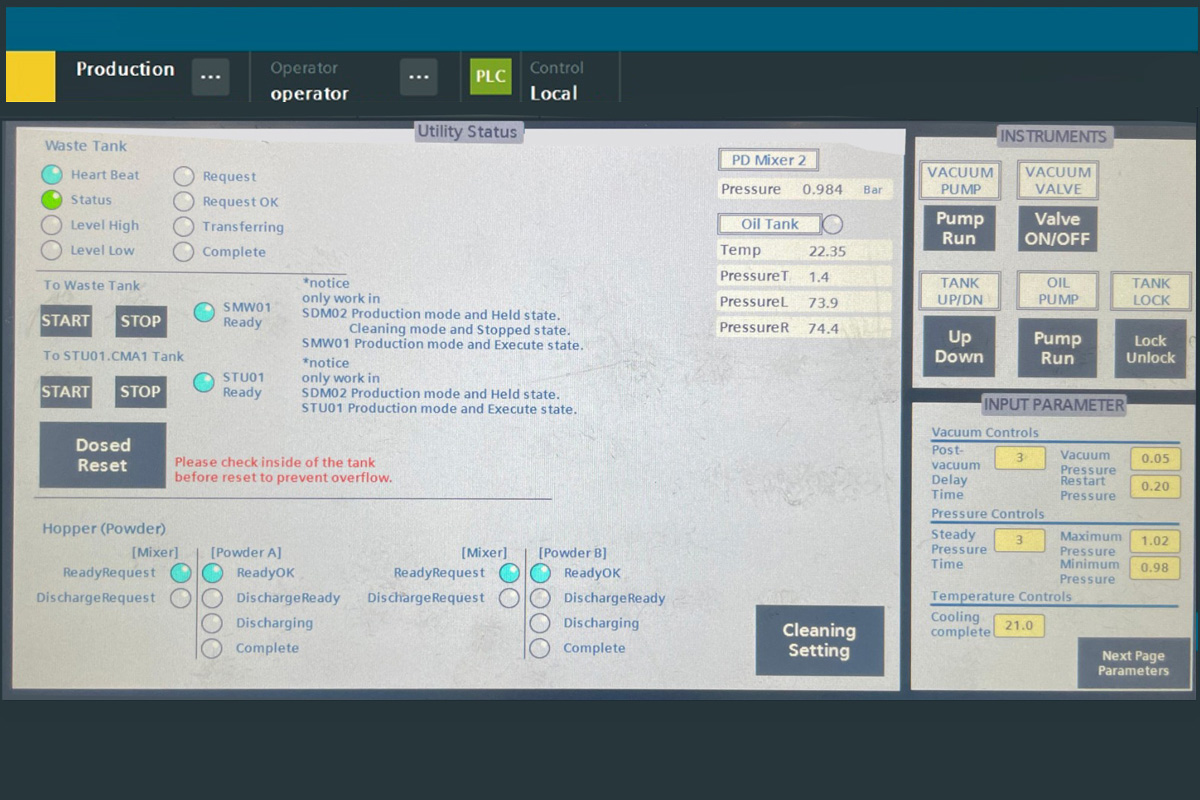 Production
...
Operator
operator
...
PLC
Control
Local
Utility Status
Waste Tank
Heart Beat
Status
Level High
Level Low
Request
Request OK
Transferring
Complete
To Waste Tank
START
STOP
SMW01
Ready
*notice
only work in
SDM02 Production mode and Held state.
Cleaning mode and Stopped state.
SMW01 Production mode and Execute state.
To STU01.CMA1 Tank
START
STOP
STU01
Ready
*notice
only work in
SDM02 Production mode and Held state.
STU01 Production mode and Execute state.
Dosed
Reset
Please check inside of the tank
before reset to prevent overflow.
Hopper (Powder)
[Mixer]
[Powder A]
ReadyRequest
ReadyOK
DischargeRequest
DischargeReady
Discharging
Complete
[Mixer]
[Powder B]
ReadyRequest
ReadyOK
DischargeRequest
DischargeReady
Discharging
Complete
PD Mixer 2
Pressure 0.984 Bar
Oil Tank
Temp 22.35
PressureT 1.4
PressureL 73.9
PressureR 74.4
Cleaning
Setting
INSTRUMENTS
VACUUM
PUMP
VACUUM
VALVE
Pump
Run
Valve
ON/OFF
TANK
UP/DN
OIL
PUMP
TANK
LOCK
Up
Down
Pump
Run
Lock
Unlock
INPUT PARAMETER
Vacuum Controls
Post-
vacuum
Delay
Time
3
Vacuum
Pressure
0.05
Restart
Pressure
0.20
Pressure Controls
Steady
Pressure
Time
3
Maximum
Pressure
1.02
Minimum
Pressure
0.98
Temperature Controls
Cooling
complete
21.0
Next Page
Parameters